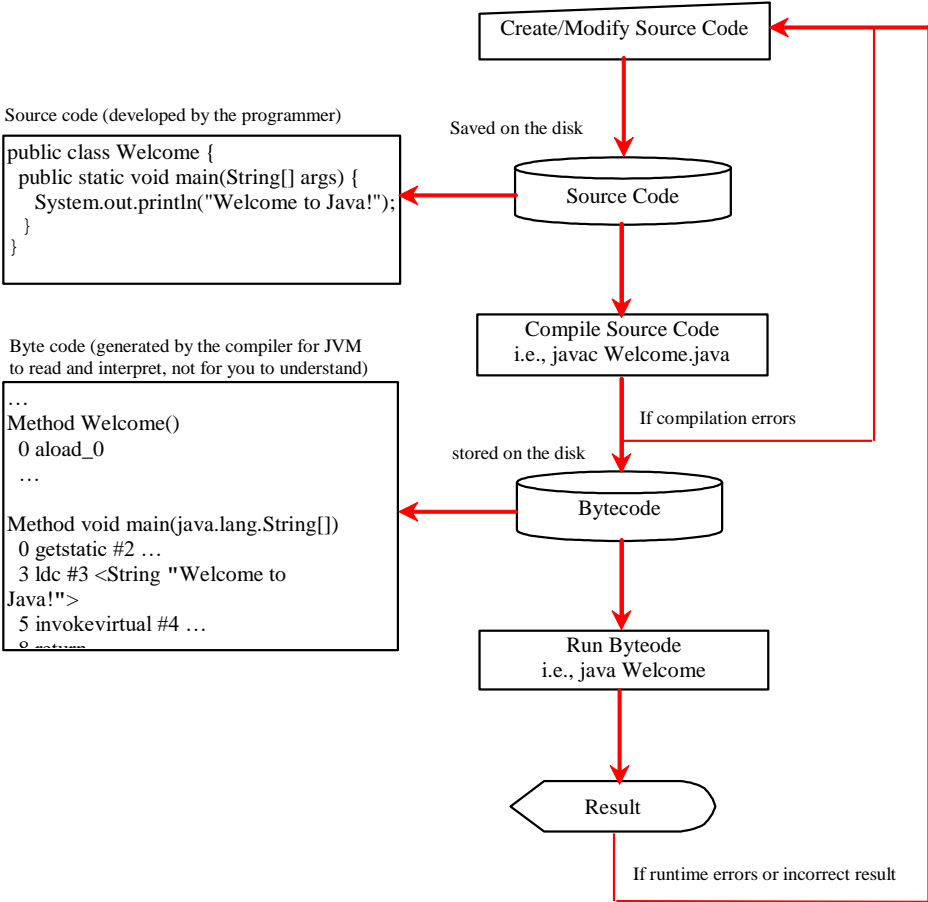 Create/Modify Source Code
Source code (developed by the programmer)
public class Welcome {
public static void main(String[] args) {
System.out.println("Welcome to Java!");
}
}
Saved on the disk
Source Code
Compile Source Code
i.e., javac Welcome.java
Byte code (generated by the compiler for JVM
to read and interpret, not for you to understand)
…
Method Welcome()
0 aload_0
…
Method void main(java.lang.String[])
0 getstatic #2 …
3 ldc #3 <String "Welcome to
Java!">
5 invokevirtual #4 …
8 return
If compilation errors
stored on the disk
Bytecode
Run Byteode
i.e., java Welcome
Result
If runtime errors or incorrect result